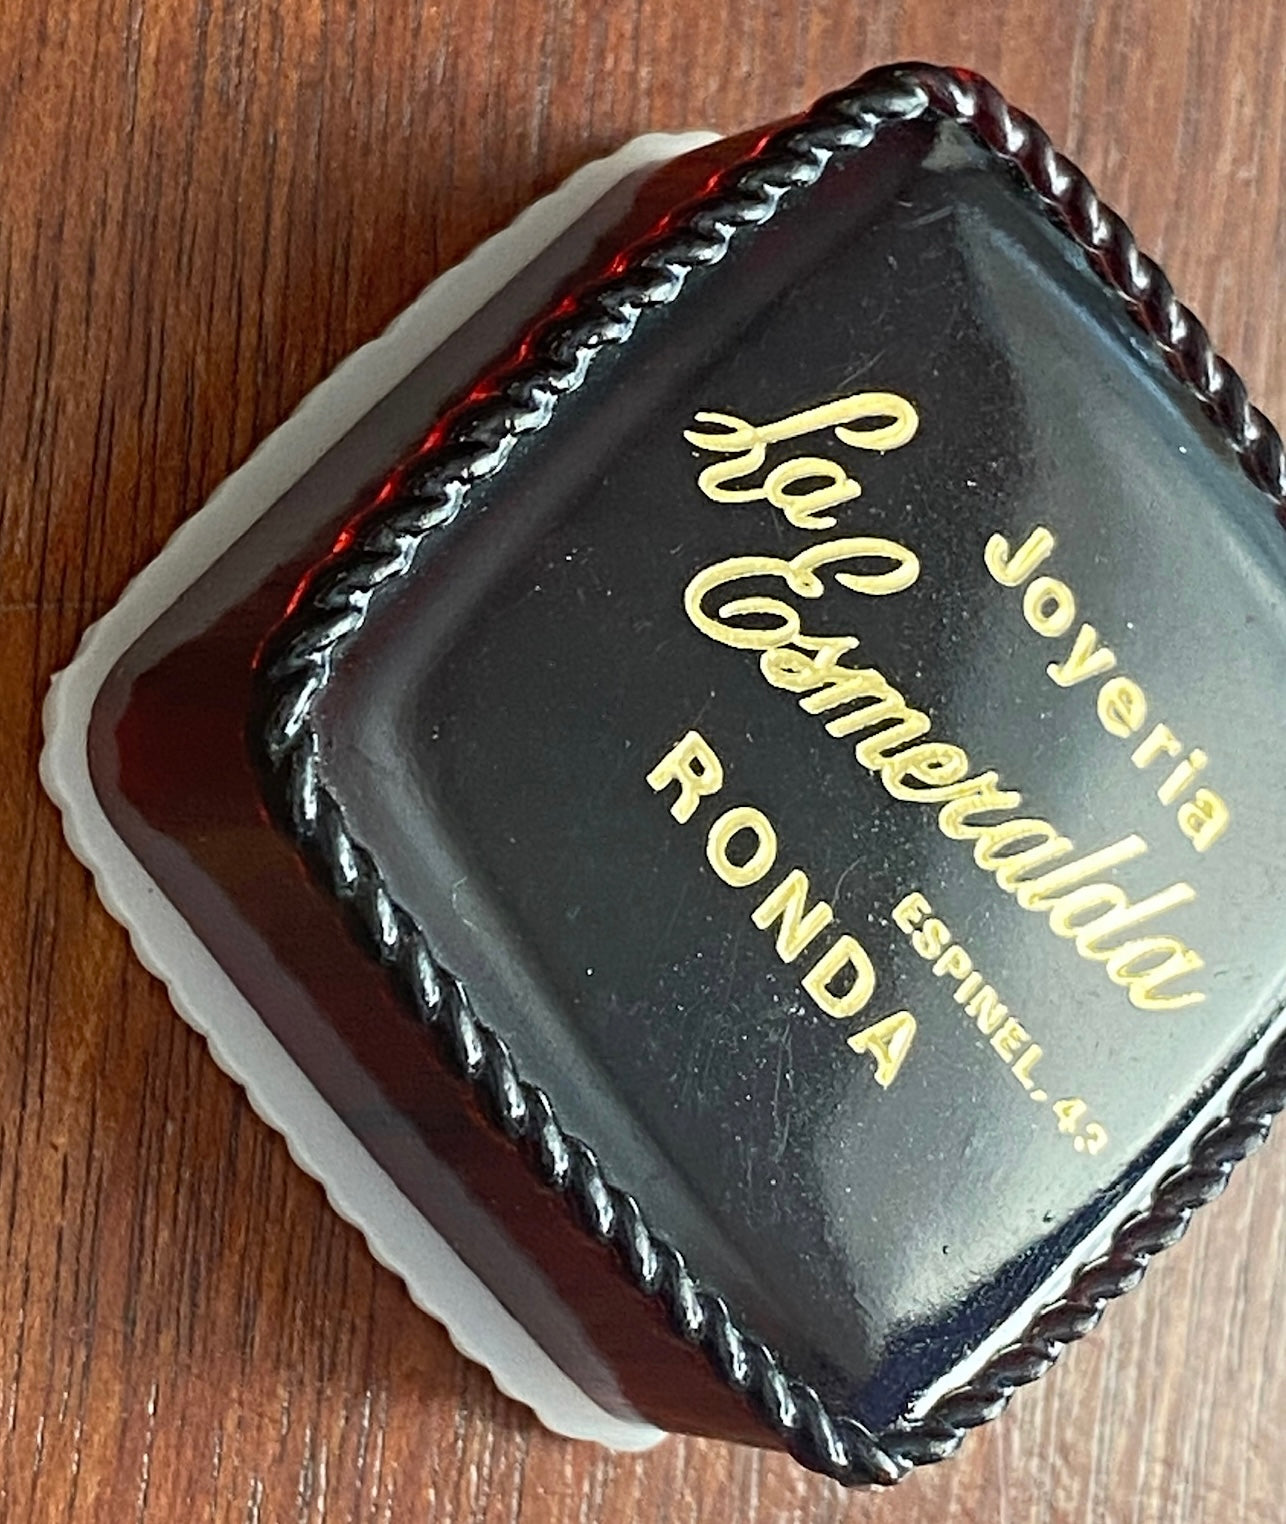 Joyeria
La Esmeralda
ESPINEL, 43
RONDA